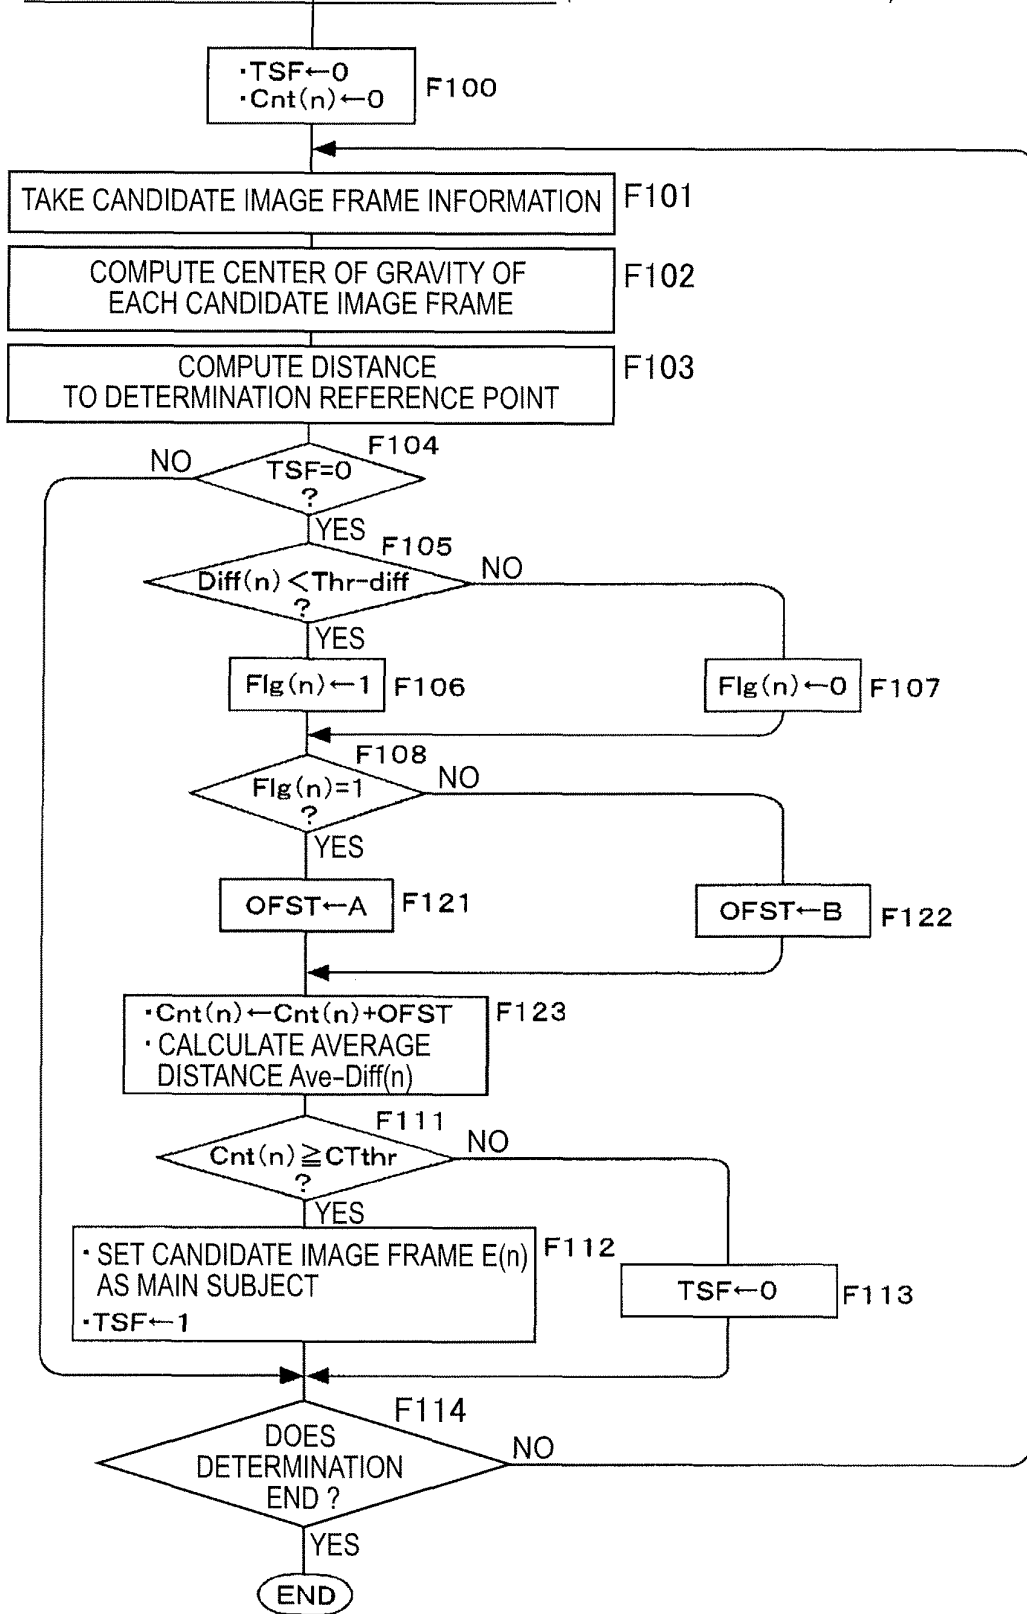 ·TSF←0
·Cnt(n)←0
F100
TAKE CANDIDATE IMAGE FRAME INFORMATION
F101
COMPUTE CENTER OF GRAVITY OF
EACH CANDIDATE IMAGE FRAME
F102
COMPUTE DISTANCE
TO DETERMINATION REFERENCE POINT
F103
F104
NO
TSF=0
?
YES
F105
Diff(n)<Thr-diff
?
NO
YES
Flg(n)←1
F106
Flg(n)←0
F107
F108
Flg(n)=1
?
NO
YES
OFST←A
F121
OFST←B
F122
·Cnt(n)←Cnt(n)+OFST
·CALCULATE AVERAGE
DISTANCE Ave-Diff(n)
F123
F111
Cnt(n)≧CTthr
?
NO
YES
·SET CANDIDATE IMAGE FRAME E(n)
AS MAIN SUBJECT
·TSF←1
F112
TSF←0
F113
F114
DOES
DETERMINATION
END ?
NO
YES
END